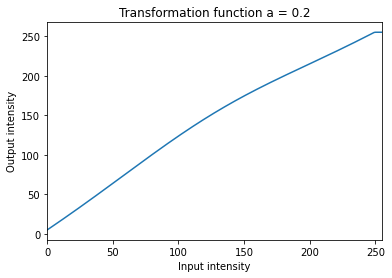 Transformation function a = 0.2
Output intensity
250
200
150
100
50
0
0 50 100 150 200 250
Input intensity